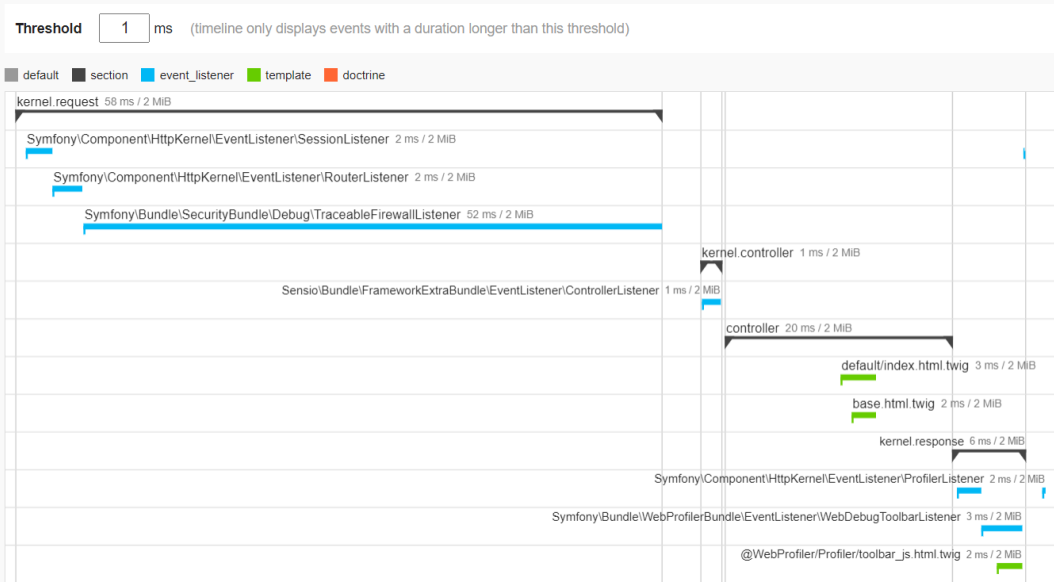 Threshold 1 ms (timeline only displays events with a duration longer than this threshold)
default section event_listener template doctrine
kernel.request 58 ms / 2 MiB
Symfony\Component\HttpKernel\EventListener\SessionListener 2 ms / 2 MiB
Symfony\Component\HttpKernel\EventListener\RouterListener 2 ms / 2 MiB
Symfony\Bundle\SecurityBundle\Debug\TraceableFirewallListener 52 ms / 2 MiB
kernel.controller 1 ms / 2 MiB
Sensio\Bundle\FrameworkExtraBundle\EventListener\ControllerListener 1 ms / 2 MiB
controller 20 ms / 2 MiB
default/index.html.twig 3 ms / 2 MiB
base.html.twig 2 ms / 2 MiB
kernel.response 6 ms / 2 MiB
Symfony\Component\HttpKernel\EventListener\ProfilerListener 2 ms / 2 MiB
Symfony\Bundle\WebProfilerBundle\EventListener\WebDebugToolbarListener 3 ms / 2 MiB
@WebProfiler/Profiler/toolbar_js.html.twig 2 ms / 2 MiB